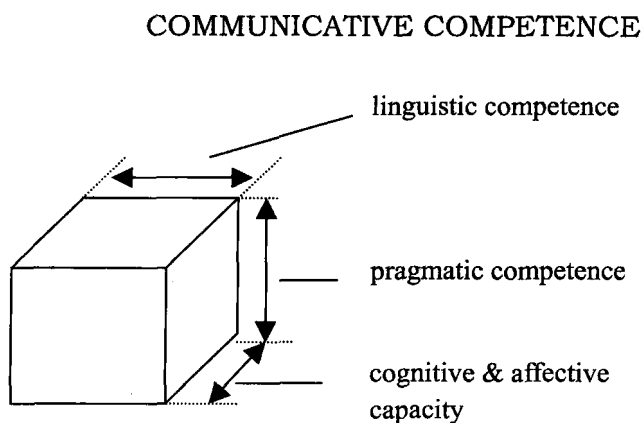 COMMUNICATIVE COMPETENCE
linguistic competence
pragmatic competence
cognitive & affective
capacity